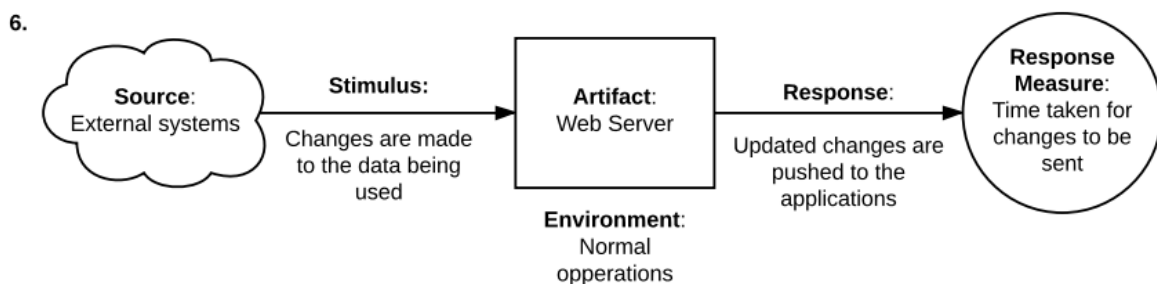 6.
Source:
External systems
Stimulus:
Changes are made
to the data being
used
Artifact:
Web Server
Environment:
Normal
opperations
Response:
Updated changes are
pushed to the
applications
Response
Measure:
Time taken for
changes to be
sent